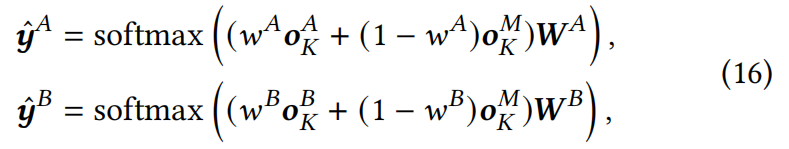 ŷ^A = softmax((w^A o_K^A + (1 − w^A)o_K^M)W^A),
ŷ^B = softmax((w^B o_K^B + (1 − w^B)o_K^M)W^B),
(16)